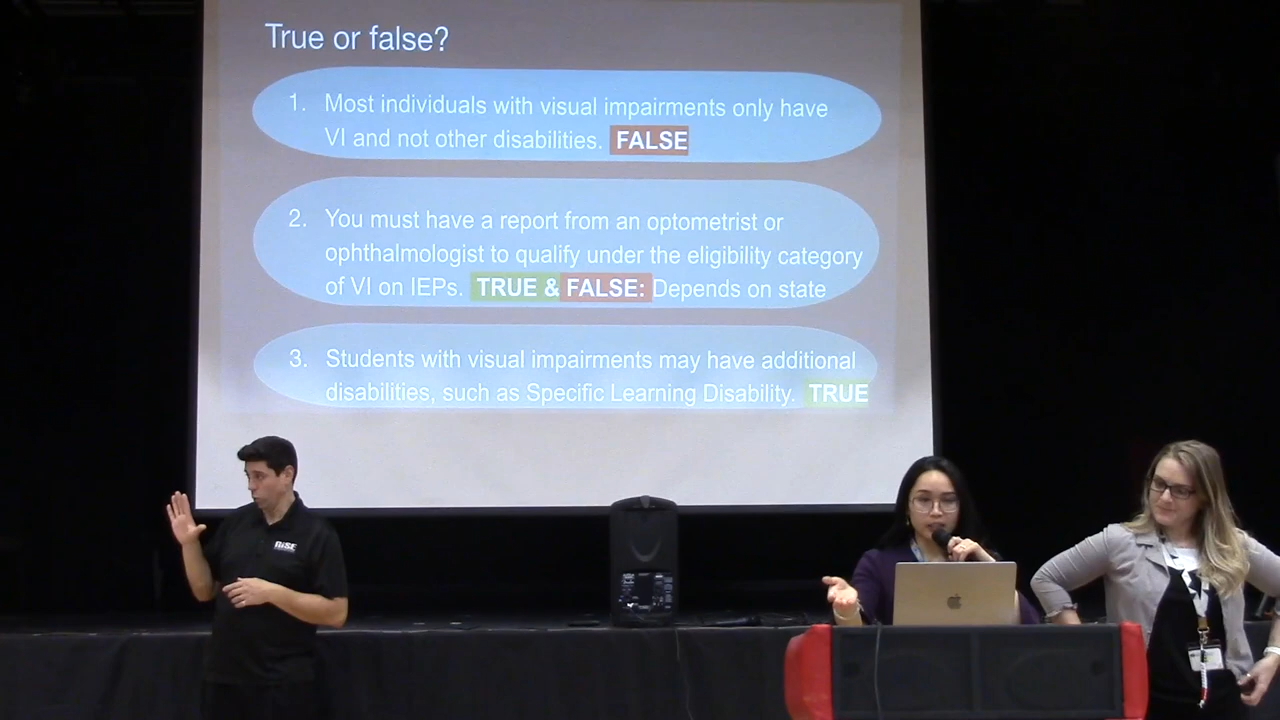 True or false?
1. Most individuals with visual impairments only have
VI and not other disabilities. FALSE
2. You must have a report from an optometrist or
ophthalmologist to qualify under the eligibility category
of VI on IEPs. TRUE & FALSE: Depends on state
3. Students with visual impairments may have additional
disabilities, such as Specific Learning Disability. TRUE
RISE